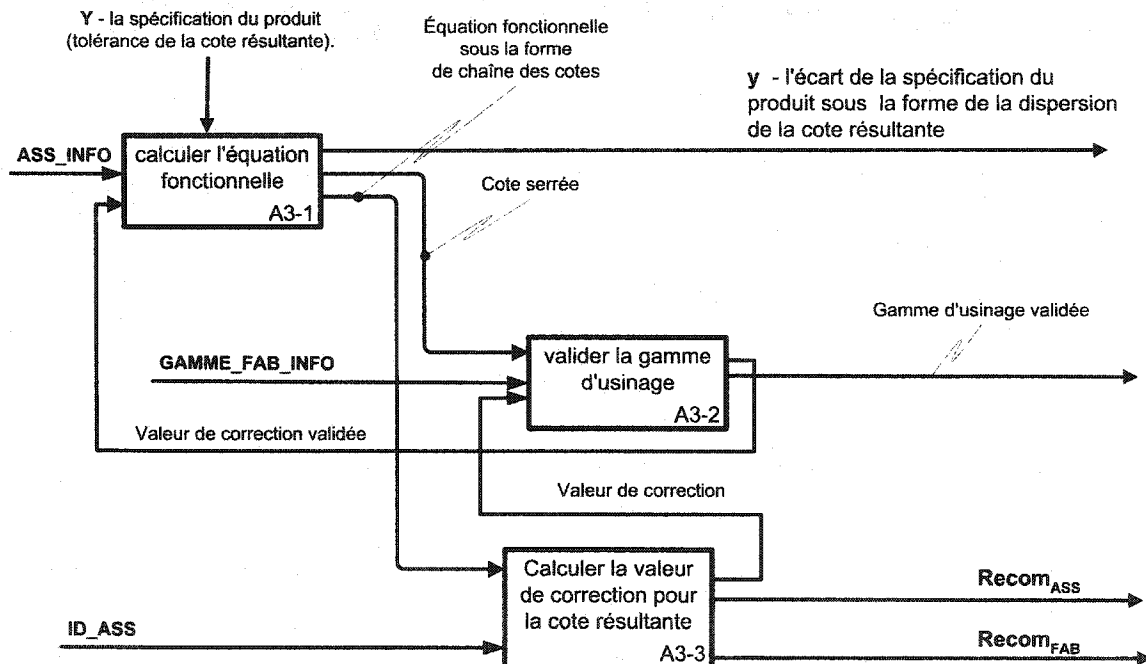 Y - la spécification du produit
(tolérance de la cote résultante).
Équation fonctionnelle
sous la forme
de chaîne des cotes
y - l'écart de la spécification du
produit sous la forme de la dispersion
de la cote résultante
ASS_INFO
calculer l'équation
fonctionnelle
A3-1
Cote serrée
Gamme d'usinage validée
GAMME_FAB_INFO
valider la gamme
d'usinage
A3-2
Valeur de correction validée
Valeur de correction
Calculer la valeur
de correction pour
la cote résultante
A3-3
ID_ASS
Recom_ASS
Recom_FAB